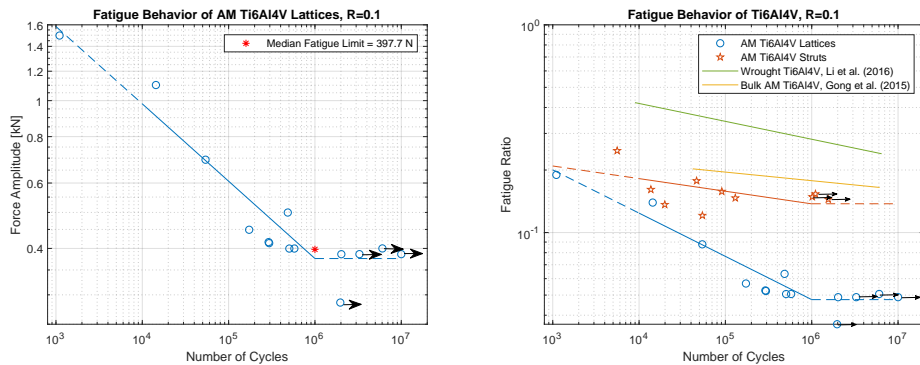 Fatigue Behavior of AM Ti6Al4V Lattices, R=0.1
Force Amplitude [kN]
1.6
1.4
1.2
1
0.8
0.6
0.4
Median Fatigue Limit = 397.7 N
10^3
10^4
10^5
10^6
10^7
Number of Cycles
Fatigue Behavior of Ti6Al4V, R=0.1
Fatigue Ratio
10^0
10^-1
AM Ti6Al4V Lattices
AM Ti6Al4V Struts
Wrought Ti6Al4V, Li et al. (2016)
Bulk AM Ti6Al4V, Gong et al. (2015)
10^3
10^4
10^5
10^6
10^7
Number of Cycles